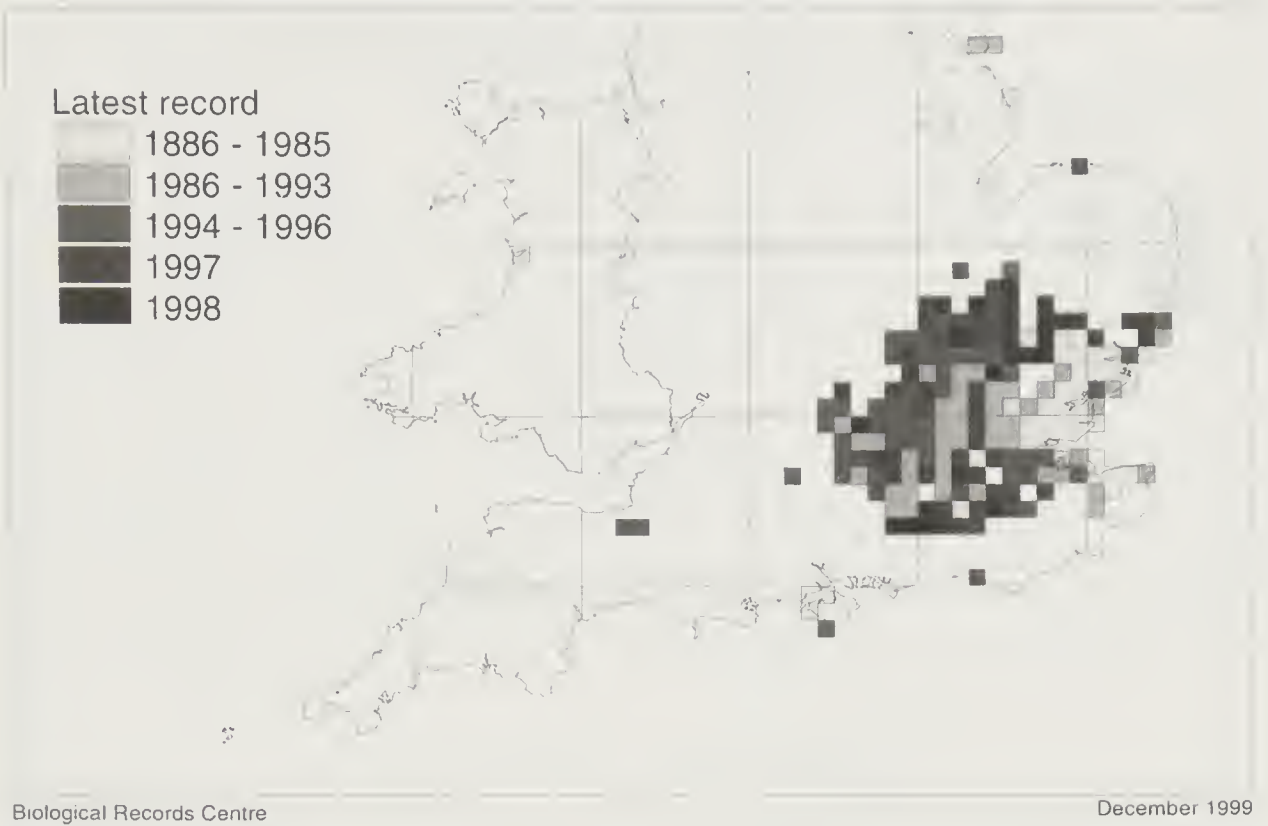 Latest record
1886 - 1985
1986 - 1993
1994 - 1996
1997
1998
Biological Records Centre
December 1999